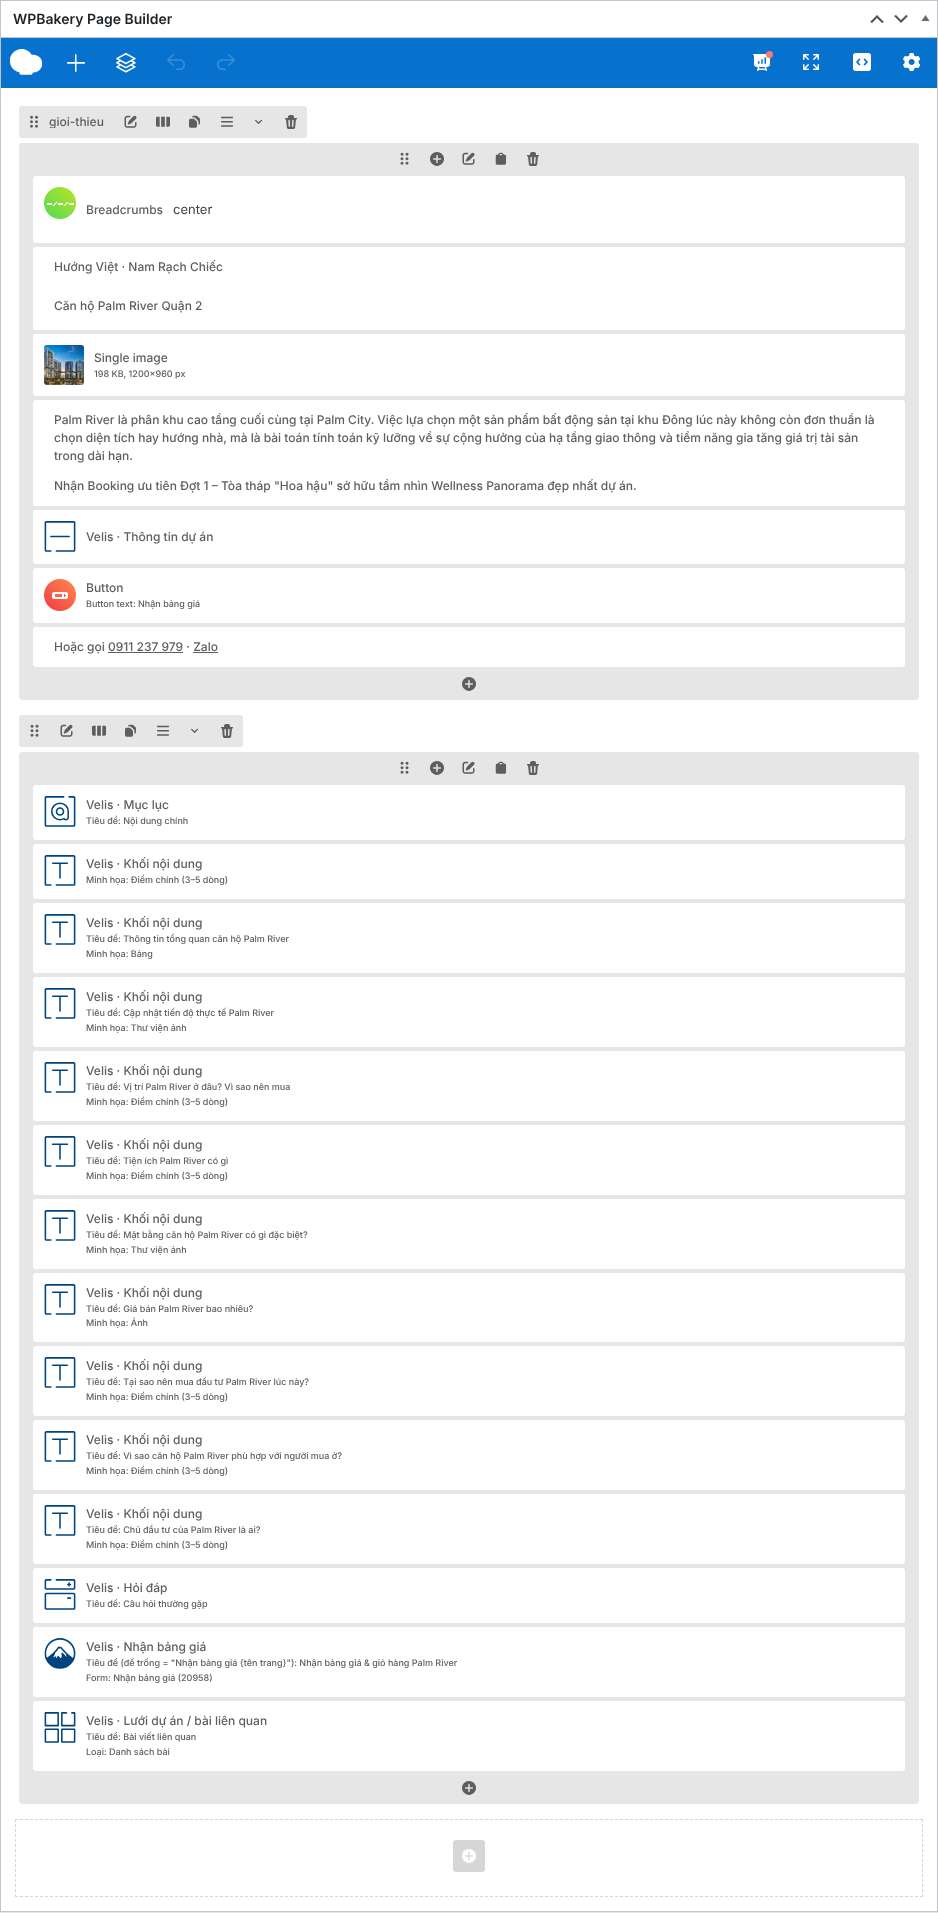 WPBakery Page Builder
gioi-thieu
Breadcrumbs center
Hướng Việt · Nam Rạch Chiếc
Căn hộ Palm River Quận 2
Single image
198 KB, 1200×960 px
Palm River là phân khu cao tầng cuối cùng tại Palm City. Việc lựa chọn một sản phẩm bất động sản tại khu Đông lúc này không còn đơn thuần là
chọn diện tích hay hướng nhà, mà là bài toán tính toán kỹ lưỡng về sự cộng hưởng của hạ tầng giao thông và tiềm năng gia tăng giá trị tài sản
trong dài hạn.
Nhận Booking ưu tiên Đợt 1 – Tòa tháp "Hoa hậu" sở hữu tầm nhìn Wellness Panorama đẹp nhất dự án.
Velis · Thông tin dự án
Button
Button text: Nhận bảng giá
Hoặc gọi 0911 237 979 · Zalo
Velis · Mục lục
Tiêu đề: Nội dung chính
Velis · Khối nội dung
Minh họa: Điểm chính (3–5 dòng)
Velis · Khối nội dung
Tiêu đề: Thông tin tổng quan căn hộ Palm River
Minh họa: Bảng
Velis · Khối nội dung
Tiêu đề: Cập nhật tiến độ thực tế Palm River
Minh họa: Thư viện ảnh
Velis · Khối nội dung
Tiêu đề: Vị trí Palm River ở đâu? Vì sao nên mua
Minh họa: Điểm chính (3–5 dòng)
Velis · Khối nội dung
Tiêu đề: Tiện ích Palm River có gì
Minh họa: Điểm chính (3–5 dòng)
Velis · Khối nội dung
Tiêu đề: Mặt bằng căn hộ Palm River có gì đặc biệt?
Minh họa: Thư viện ảnh
Velis · Khối nội dung
Tiêu đề: Giá bán Palm River bao nhiêu?
Minh họa: Ảnh
Velis · Khối nội dung
Tiêu đề: Tại sao nên mua đầu tư Palm River lúc này?
Minh họa: Điểm chính (3–5 dòng)
Velis · Khối nội dung
Tiêu đề: Vì sao căn hộ Palm River phù hợp với người mua ở?
Minh họa: Điểm chính (3–5 dòng)
Velis · Khối nội dung
Tiêu đề: Chủ đầu tư của Palm River là ai?
Minh họa: Điểm chính (3–5 dòng)
Velis · Hỏi đáp
Tiêu đề: Câu hỏi thường gặp
Velis · Nhận bảng giá
Tiêu đề (để trống = "Nhận bảng giá {tên trang}"): Nhận bảng giá & giỏ hàng Palm River
Form: Nhận bảng giá (20958)
Velis · Lưới dự án / bài liên quan
Tiêu đề: Bài viết liên quan
Loại: Danh sách bài